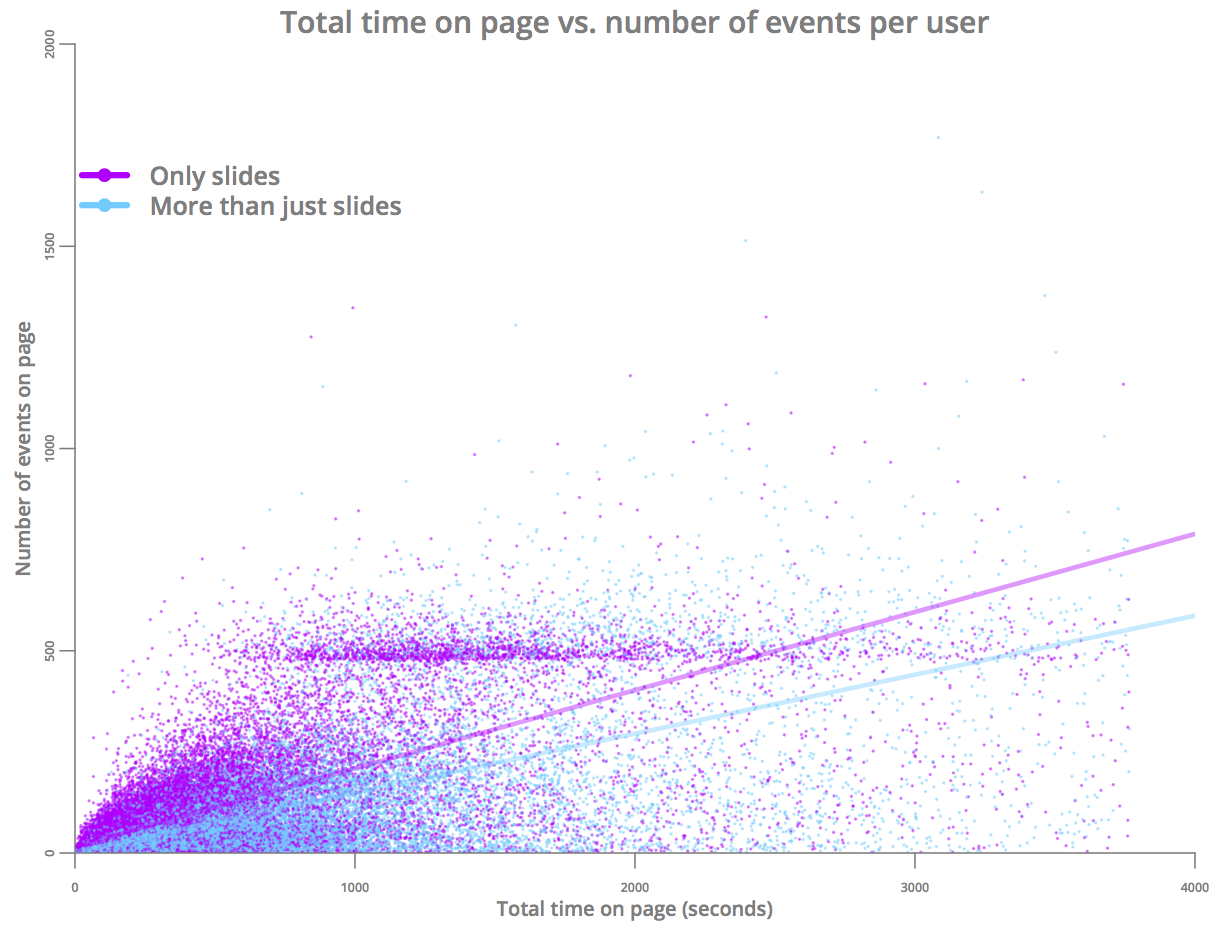 Total time on page vs. number of events per user
Only slides
More than just slides
Number of events on page
2000
1500
1000
500
0
0
1000
2000
3000
4000
Total time on page (seconds)